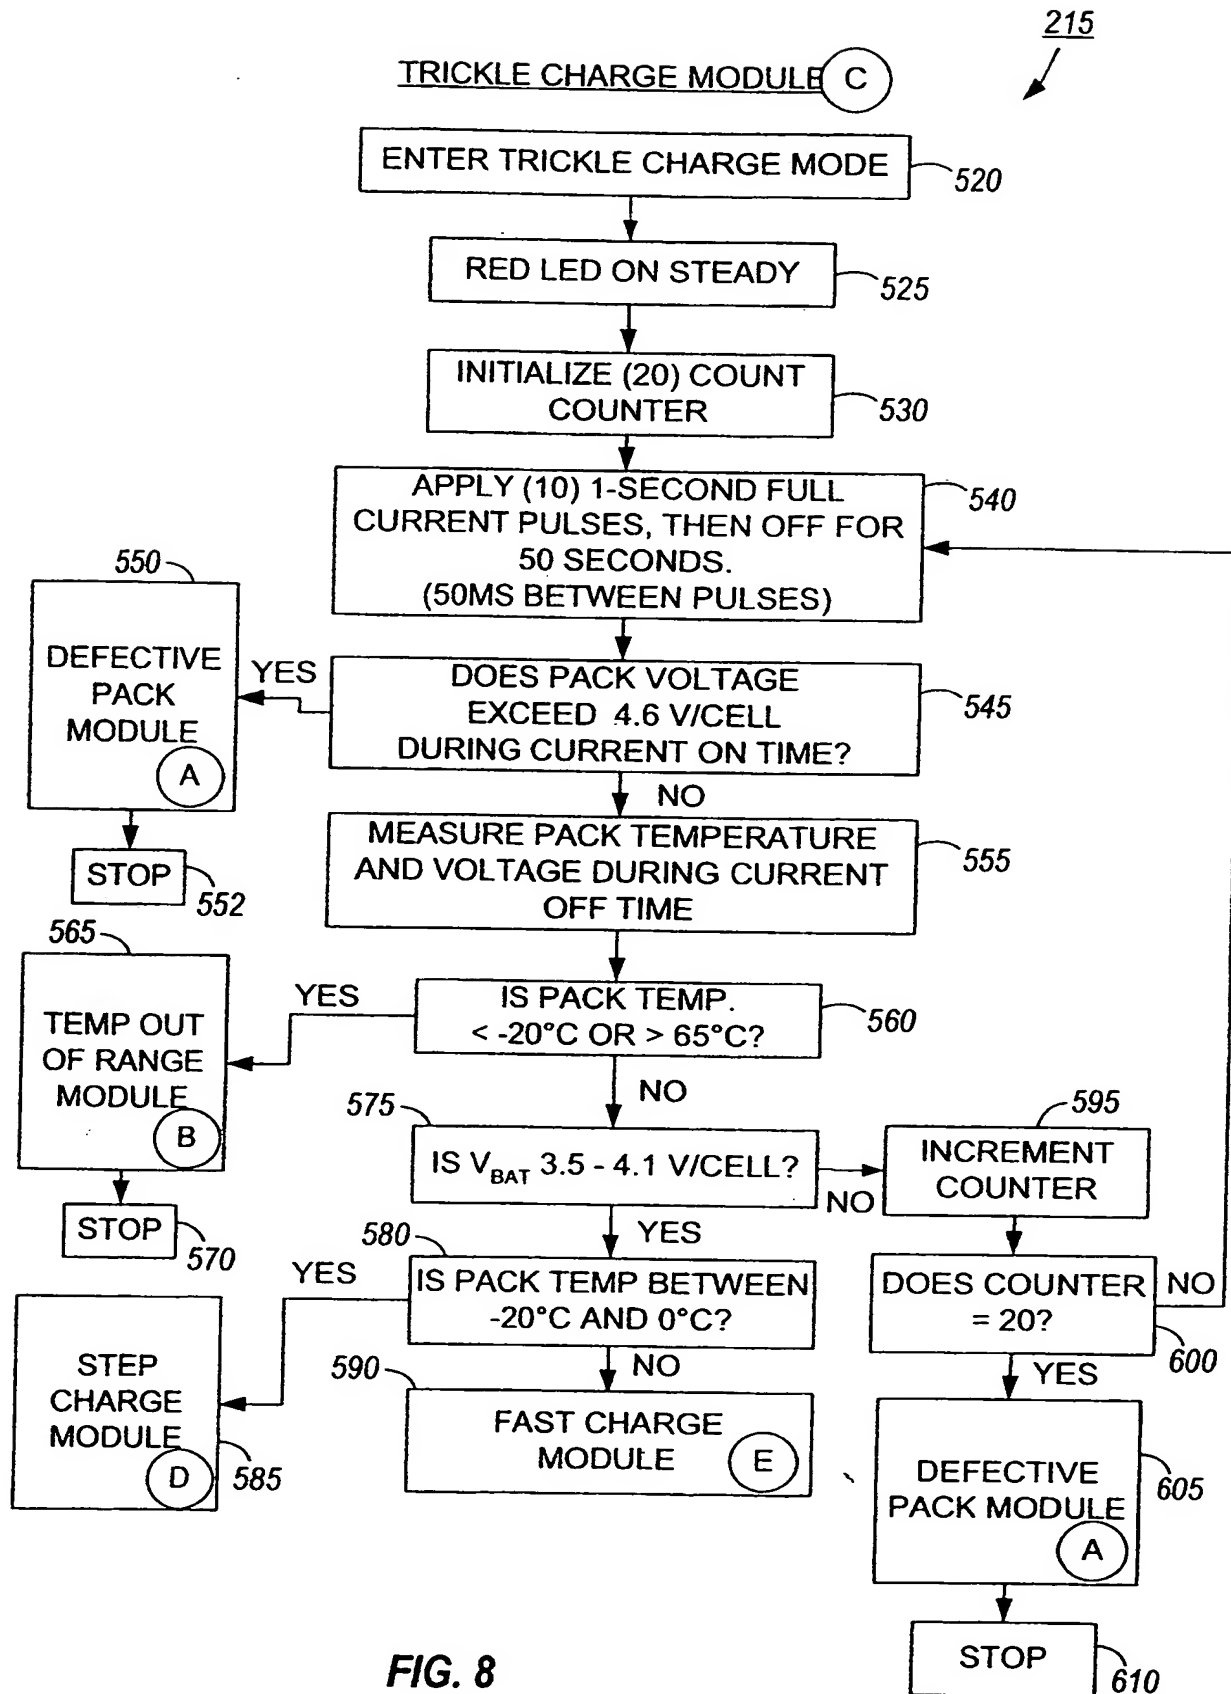 215
TRICKLE CHARGE MODULE C
ENTER TRICKLE CHARGE MODE
520
RED LED ON STEADY
525
INITIALIZE (20) COUNT
COUNTER
530
APPLY (10) 1-SECOND FULL
CURRENT PULSES, THEN OFF FOR
50 SECONDS.
(50MS BETWEEN PULSES)
540
550
DEFECTIVE
PACK
MODULE
A
YES
DOES PACK VOLTAGE
EXCEED 4.6 V/CELL
DURING CURRENT ON TIME?
545
NO
STOP
552
MEASURE PACK TEMPERATURE
AND VOLTAGE DURING CURRENT
OFF TIME
555
565
TEMP OUT
OF RANGE
MODULE
B
YES
IS PACK TEMP.
< -20°C OR > 65°C?
560
NO
STOP
570
575
IS VBAT 3.5 - 4.1 V/CELL?
NO
595
INCREMENT
COUNTER
YES
580
IS PACK TEMP BETWEEN
-20°C AND 0°C?
YES
DOES COUNTER
= 20?
NO
600
STEP
CHARGE
MODULE
D
585
NO
590
FAST CHARGE
MODULE
E
YES
DEFECTIVE
PACK MODULE
A
605
STOP
610
FIG. 8